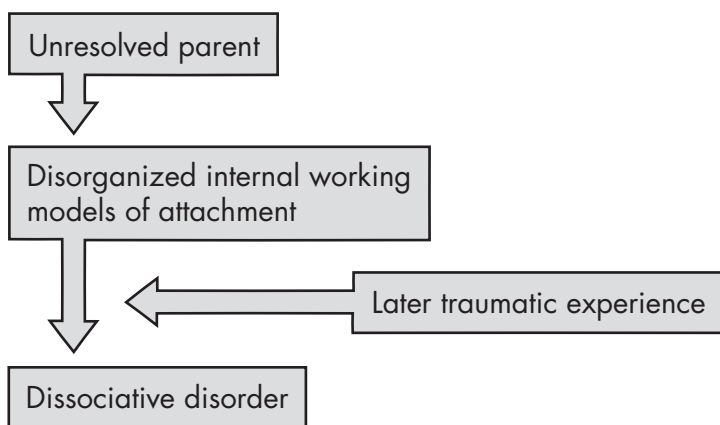 Unresolved parent
Disorganized internal working
models of attachment
Later traumatic experience
Dissociative disorder